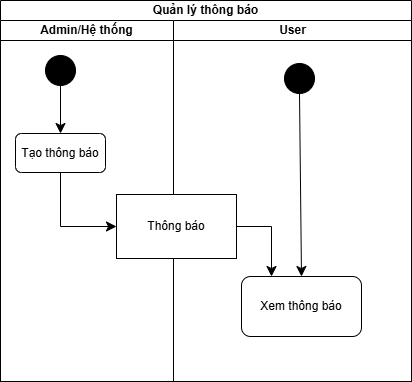 Quản lý thông báo
Admin/Hệ thống
User
Tạo thông báo
Thông báo
Xem thông báo